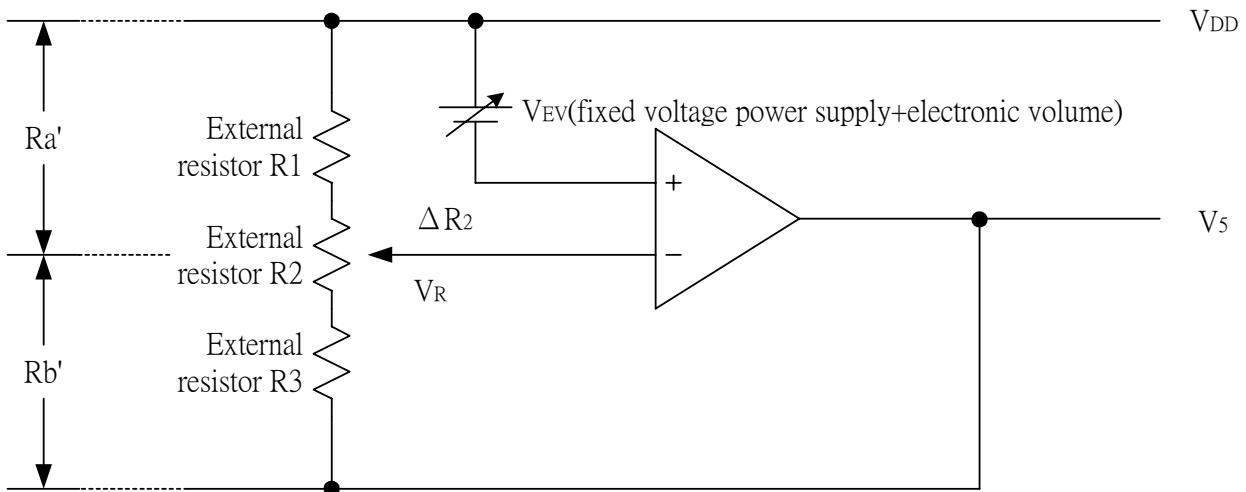 VDD
VEV(fixed voltage power supply+electronic volume)
External
resistor R1
Ra'
+
ΔR2
V5
External
resistor R2
−
VR
External
resistor R3
Rb'